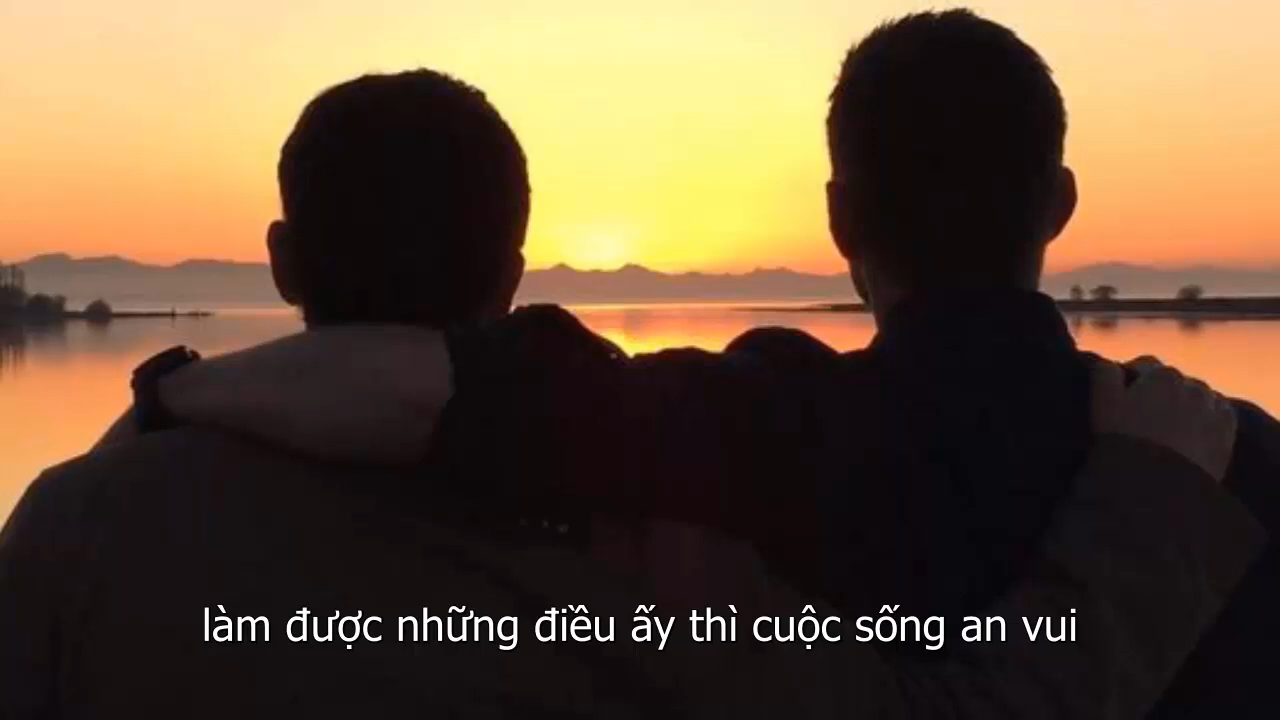 làm được những điều ấy thì cuộc sống an vui